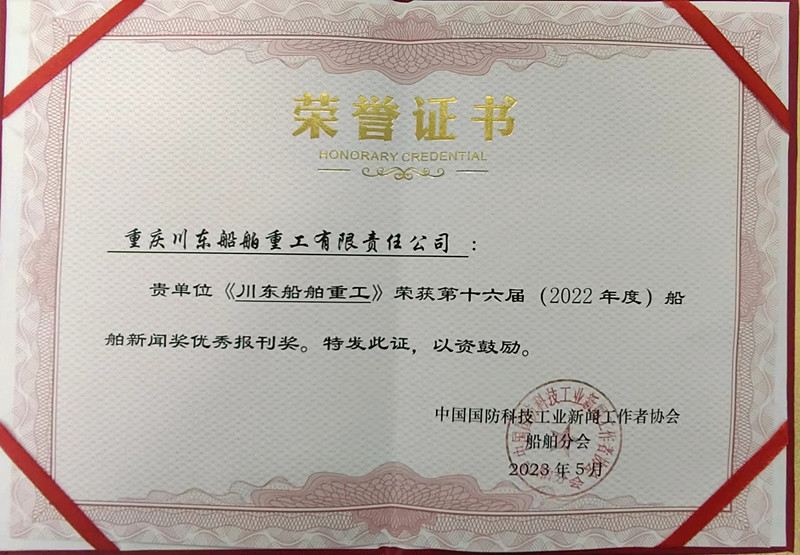 荣誉证书
HONORARY CREDENTIAL
重庆川东船舶重工有限责任公司：
贵单位《川东船舶重工》荣获第十六届（2022年度）船
舶新闻奖优秀报刊奖。特发此证，以资鼓励。
中国国防科技工业新闻工作者协会
船舶分会
2023年5月